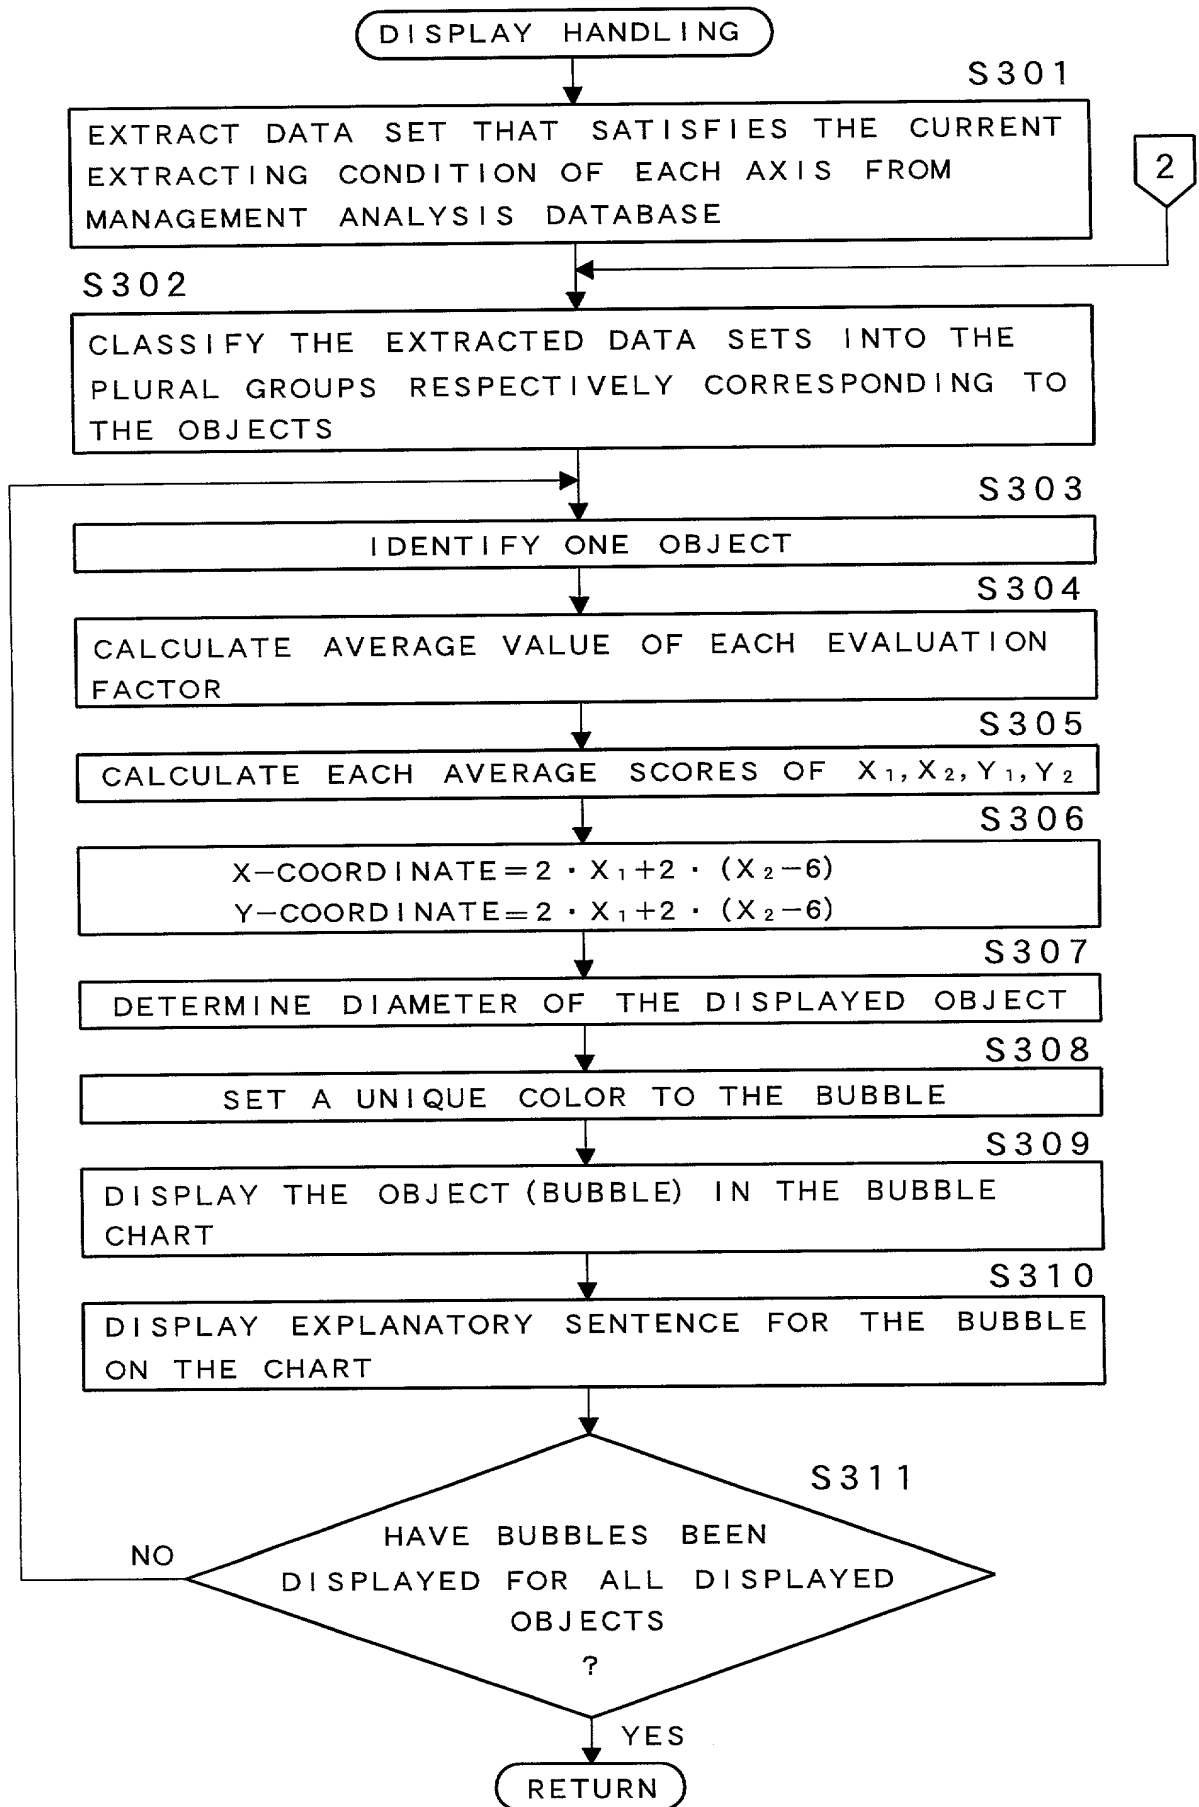 DISPLAY HANDLING
S301
EXTRACT DATA SET THAT SATISFIES THE CURRENT
EXTRACTING CONDITION OF EACH AXIS FROM
MANAGEMENT ANALYSIS DATABASE
2
S302
CLASSIFY THE EXTRACTED DATA SETS INTO THE
PLURAL GROUPS RESPECTIVELY CORRESPONDING TO
THE OBJECTS
S303
IDENTIFY ONE OBJECT
S304
CALCULATE AVERAGE VALUE OF EACH EVALUATION
FACTOR
S305
CALCULATE EACH AVERAGE SCORES OF X₁, X₂, Y₁, Y₂
S306
X-COORDINATE=2・X₁+2・(X₂-6)
Y-COORDINATE=2・X₁+2・(X₂-6)
S307
DETERMINE DIAMETER OF THE DISPLAYED OBJECT
S308
SET A UNIQUE COLOR TO THE BUBBLE
S309
DISPLAY THE OBJECT (BUBBLE) IN THE BUBBLE
CHART
S310
DISPLAY EXPLANATORY SENTENCE FOR THE BUBBLE
ON THE CHART
S311
HAVE BUBBLES BEEN
DISPLAYED FOR ALL DISPLAYED
OBJECTS
?
NO
YES
RETURN